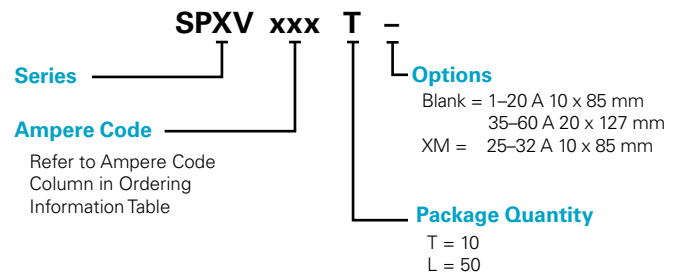 SPXV xxx T –
Series
Ampere Code
Refer to Ampere Code
Column in Ordering
Information Table
Options
Blank = 1–20 A 10 x 85 mm
35–60 A 20 x 127 mm
XM = 25–32 A 10 x 85 mm
Package Quantity
T = 10
L = 50